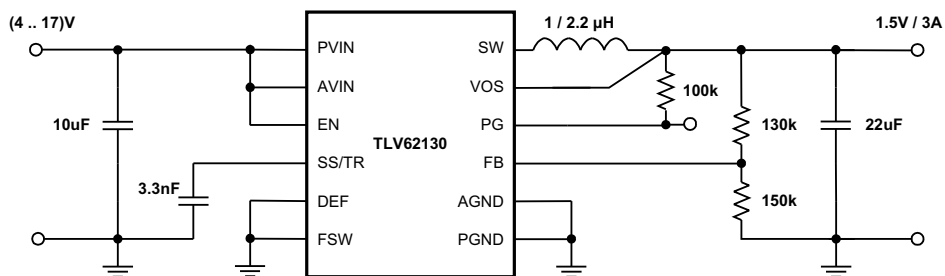 (4 .. 17)V
1 / 2.2 µH
1.5V / 3A
PVIN
SW
AVIN
VOS
100k
10uF
EN
PG
TLV62130
130k
22uF
SS/TR
FB
3.3nF
150k
DEF
AGND
FSW
PGND